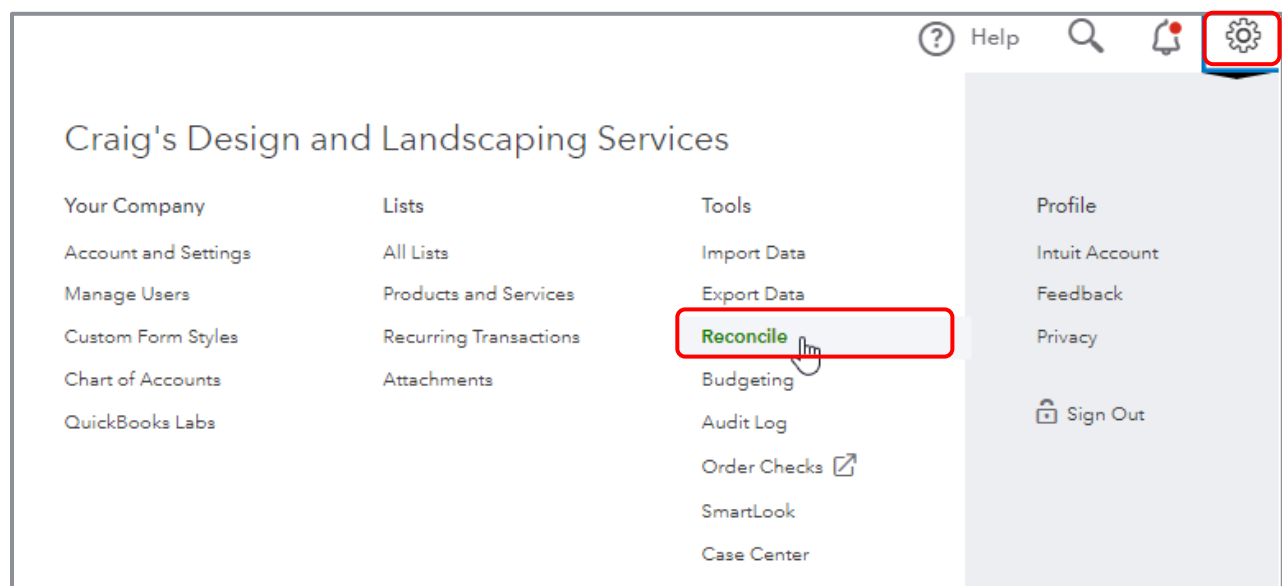 Help
Craig's Design and Landscaping Services
Your Company
Account and Settings
Manage Users
Custom Form Styles
Chart of Accounts
QuickBooks Labs
Lists
All Lists
Products and Services
Recurring Transactions
Attachments
Tools
Import Data
Export Data
Reconcile
Budgeting
Audit Log
Order Checks
SmartLook
Case Center
Profile
Intuit Account
Feedback
Privacy
Sign Out